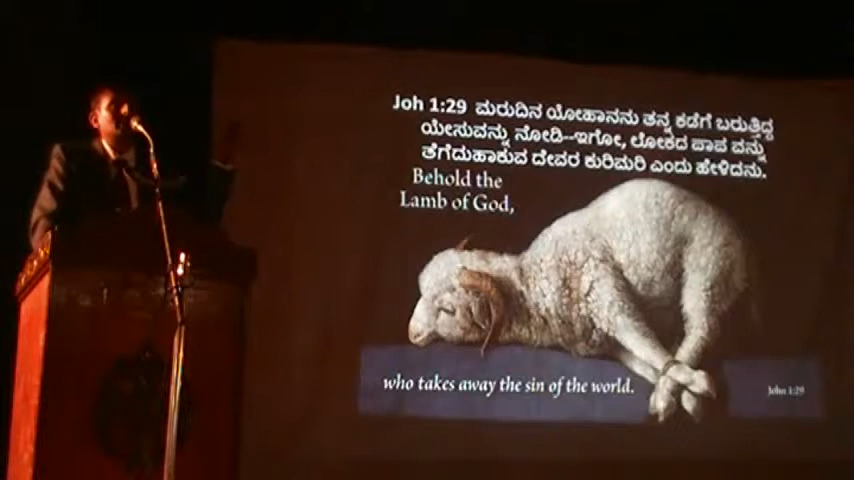 Joh 1:29 ಮರುದಿನ ಯೋಹಾನನು ತನ್ನ ಕಡೆಗೆ ಬರುತ್ತಿದ್ದ
ಯೇಸುವನ್ನು ನೋಡಿ--ಇಗೋ, ಲೋಕದ ಪಾಪ ವನ್ನು
ತೆಗೆದುಹಾಕುವ ದೇವರ ಕುರಿಮರಿ ಎಂದು ಹೇಳಿದನು.
Behold the
Lamb of God,
who takes away the sin of the world.
John 1:29